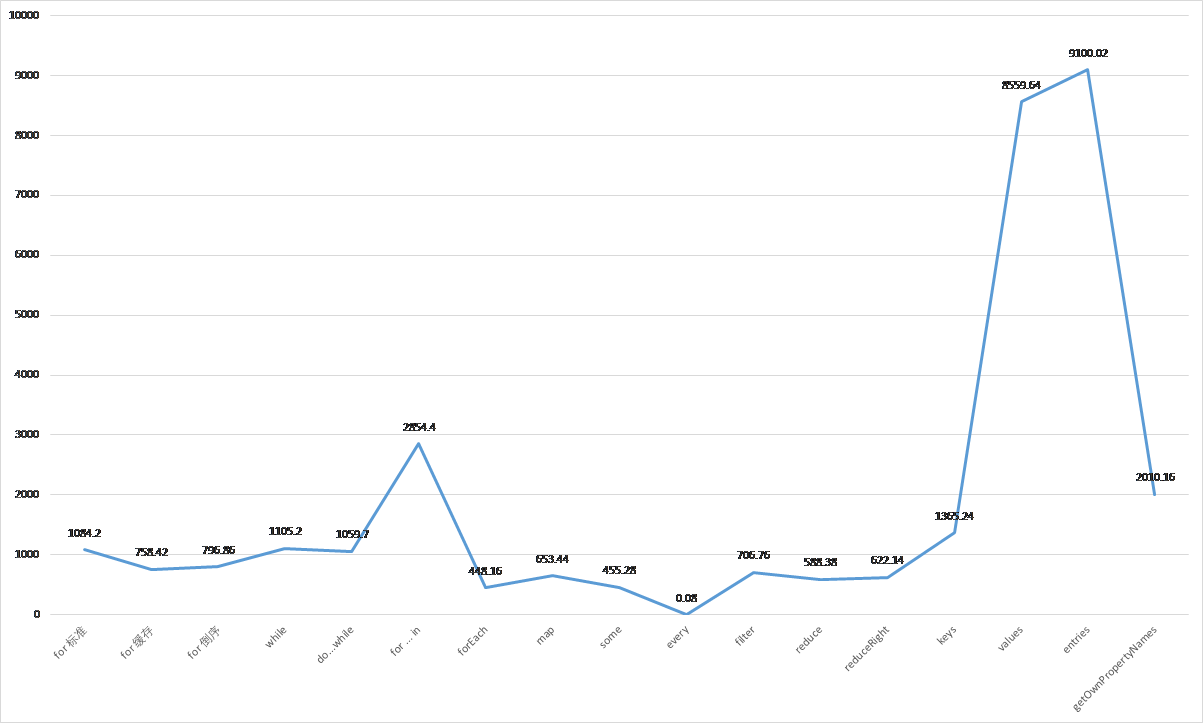 10000
9000
8000
7000
6000
5000
4000
3000
2000
1000
0
1084.2
758.42
796.86
1105.2
1059.7
2854.4
448.16
653.44
455.28
0.08
706.76
588.38
622.14
1365.24
8559.64
9100.02
2010.16
for 标准
for 缓存
for 倒序
while
do...while
for ... in
forEach
map
some
every
filter
reduce
reduceRight
keys
values
entries
getOwnPropertyNames